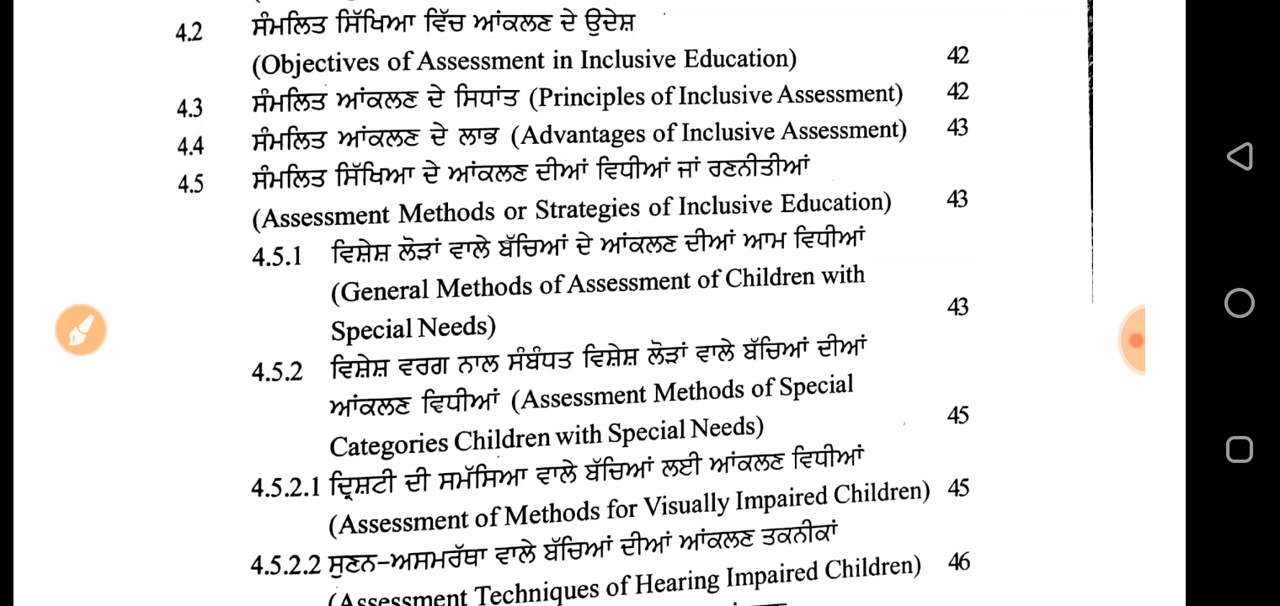 4.2 ਸੰਮਲਿਤ ਸਿੱਖਿਆ ਵਿੱਚ ਆਂਕਲਣ ਦੇ ਉਦੇਸ਼
(Objectives of Assessment in Inclusive Education) 42
4.3 ਸੰਮਲਿਤ ਆਂਕਲਣ ਦੇ ਸਿਧਾਂਤ (Principles of Inclusive Assessment) 42
4.4 ਸੰਮਲਿਤ ਆਂਕਲਣ ਦੇ ਲਾਭ (Advantages of Inclusive Assessment) 43
4.5 ਸੰਮਲਿਤ ਸਿੱਖਿਆ ਦੇ ਆਂਕਲਣ ਦੀਆਂ ਵਿਧੀਆਂ ਜਾਂ ਰਣਨੀਤੀਆਂ
(Assessment Methods or Strategies of Inclusive Education) 43
4.5.1 ਵਿਸ਼ੇਸ਼ ਲੋੜਾਂ ਵਾਲੇ ਬੱਚਿਆਂ ਦੇ ਆਂਕਲਣ ਦੀਆਂ ਆਮ ਵਿਧੀਆਂ
(General Methods of Assessment of Children with
Special Needs) 43
4.5.2 ਵਿਸ਼ੇਸ਼ ਵਰਗ ਨਾਲ ਸੰਬੰਧਤ ਵਿਸ਼ੇਸ਼ ਲੋੜਾਂ ਵਾਲੇ ਬੱਚਿਆਂ ਦੀਆਂ
ਆਂਕਲਣ ਵਿਧੀਆਂ (Assessment Methods of Special
Categories Children with Special Needs) 45
4.5.2.1 ਦ੍ਰਿਸ਼ਟੀ ਦੀ ਸਮੱਸਿਆ ਵਾਲੇ ਬੱਚਿਆਂ ਲਈ ਆਂਕਲਣ ਵਿਧੀਆਂ
(Assessment of Methods for Visually Impaired Children) 45
4.5.2.2 ਸੁਣਨ-ਅਸਮਰੱਥਾ ਵਾਲੇ ਬੱਚਿਆਂ ਦੀਆਂ ਆਂਕਲਣ ਤਕਨੀਕਾਂ
(Assessment Techniques of Hearing Impaired Children) 46